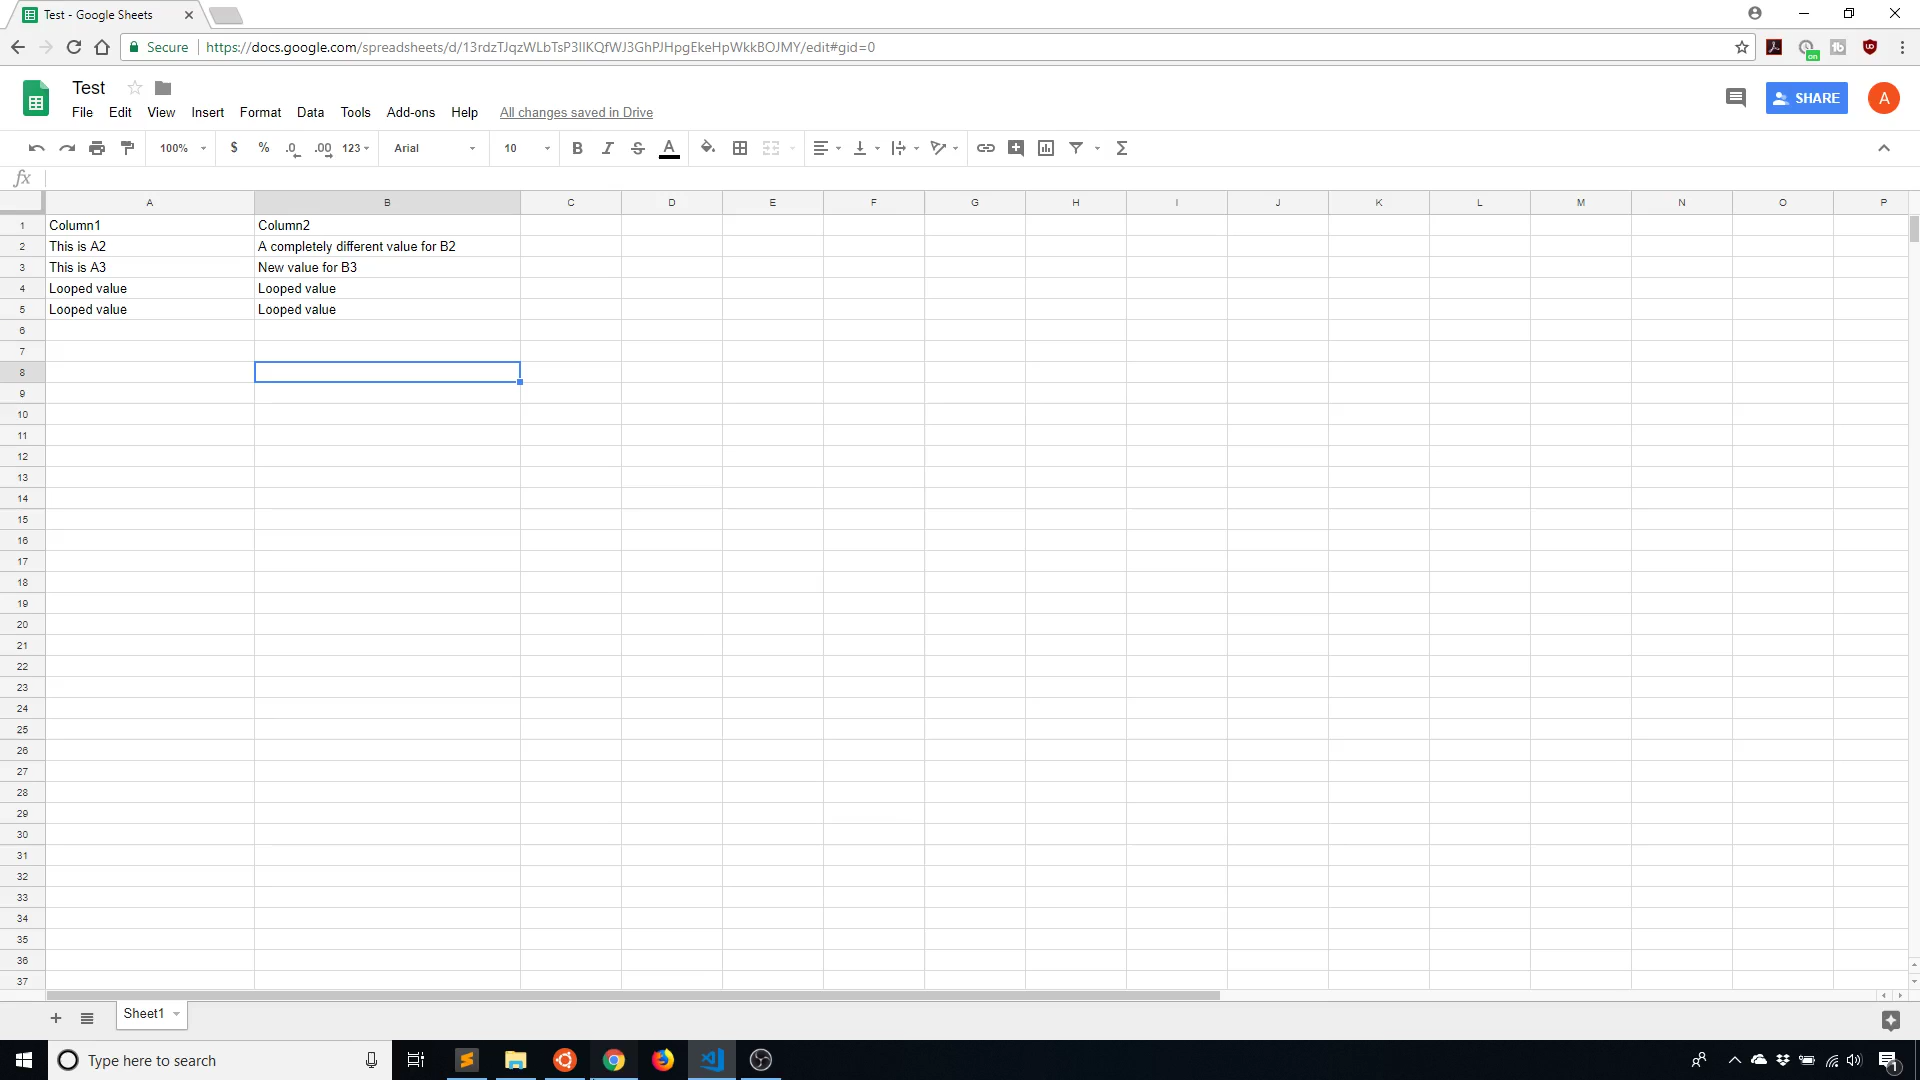 Test - Google Sheets
Secure https://docs.google.com/spreadsheets/d/13rdzTJqzWLbTsP3IIKQfWJ3GhPJHpgEkeHpWkkBOJMY/edit#gid=0
Test
File Edit View Insert Format Data Tools Add-ons Help All changes saved in Drive
SHARE
A
100% $ % .0 .00 123 Arial 10 B I S A
fx
A B C D E F G H I J K L M N O P
1 Column1 Column2
2 This is A2 A completely different value for B2
3 This is A3 New value for B3
4 Looped value Looped value
5 Looped value Looped value
6
7
8
9
10
11
12
13
14
15
16
17
18
19
20
21
22
23
24
25
26
27
28
29
30
31
32
33
34
35
36
37
Sheet1
Type here to search
1